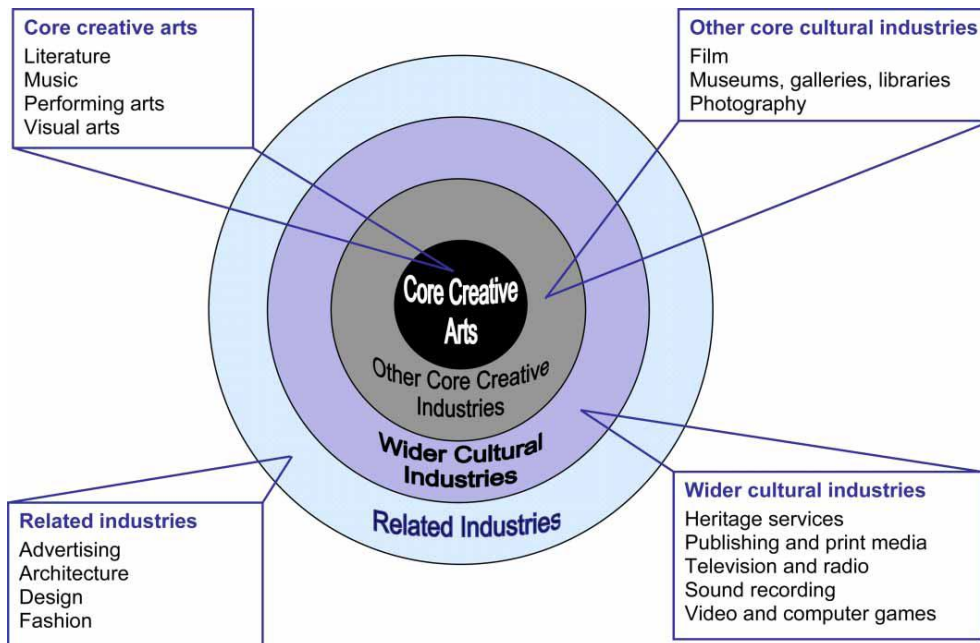 Core creative arts
Literature
Music
Performing arts
Visual arts
Other core cultural industries
Film
Museums, galleries, libraries
Photography
Core Creative
Arts
Other Core Creative
Industries
Wider Cultural
Industries
Related Industries
Related industries
Advertising
Architecture
Design
Fashion
Wider cultural industries
Heritage services
Publishing and print media
Television and radio
Sound recording
Video and computer games